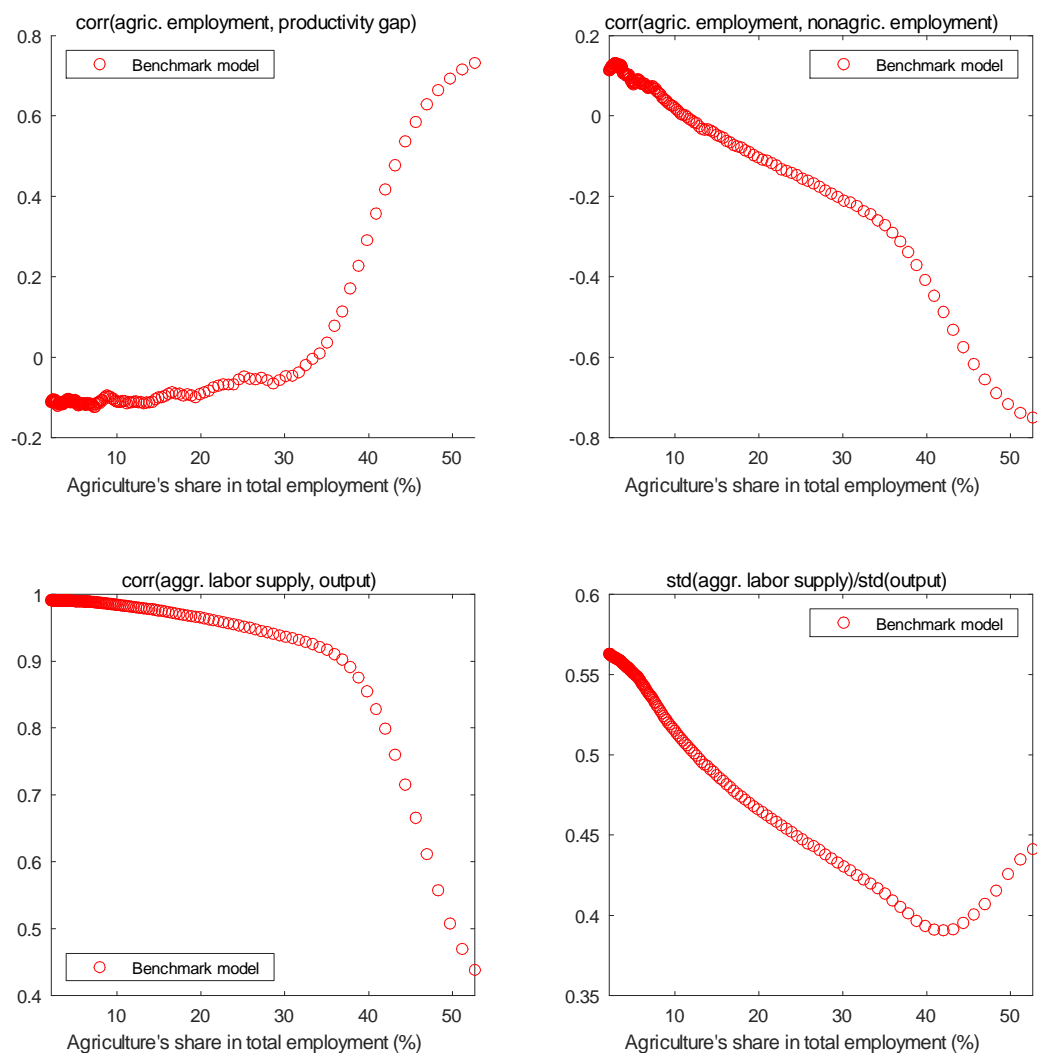 corr(agric. employment, productivity gap)
0.8
0.6
0.4
0.2
0
-0.2
Benchmark model
10 20 30 40 50
Agriculture's share in total employment (%)
corr(agric. employment, nonagric. employment)
0.2
0
-0.2
-0.4
-0.6
-0.8
Benchmark model
10 20 30 40 50
Agriculture's share in total employment (%)
corr(aggr. labor supply, output)
1
0.9
0.8
0.7
0.6
0.5
0.4
Benchmark model
10 20 30 40 50
Agriculture's share in total employment (%)
std(aggr. labor supply)/std(output)
0.6
0.55
0.5
0.45
0.4
0.35
Benchmark model
10 20 30 40 50
Agriculture's share in total employment (%)